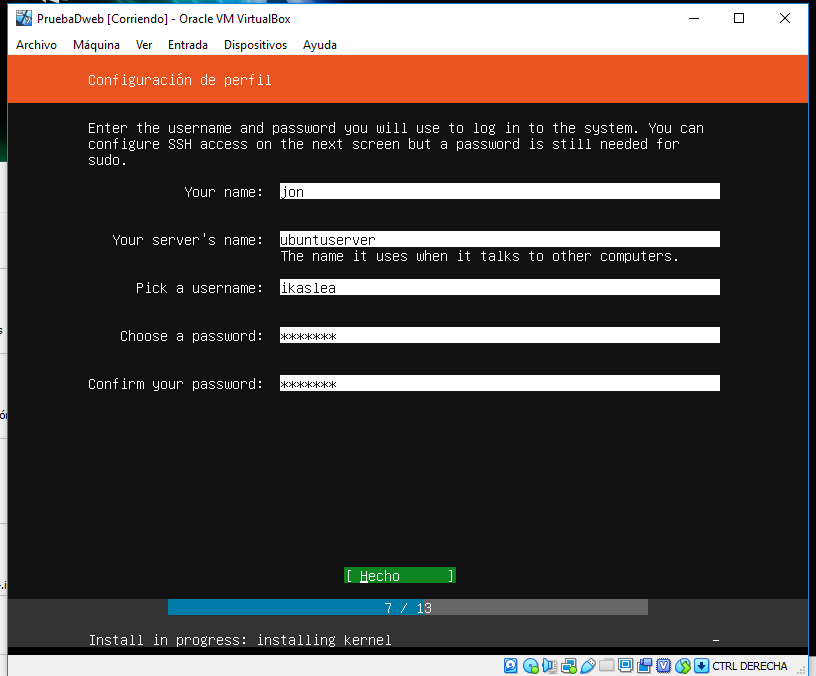 PruebaDweb [Corriendo] - Oracle VM VirtualBox
Archivo Máquina Ver Entrada Dispositivos Ayuda
Configuración de perfil
Enter the username and password you will use to log in to the system. You can
configure SSH access on the next screen but a password is still needed for
sudo.
Your name: jon
Your server's name: ubuntuserver
The name it uses when it talks to other computers.
Pick a username: ikaslea
Choose a password: *******
Confirm your password: *******
[ Hecho ]
7 / 13
Install in progress: installing kernel
CTRL DERECHA